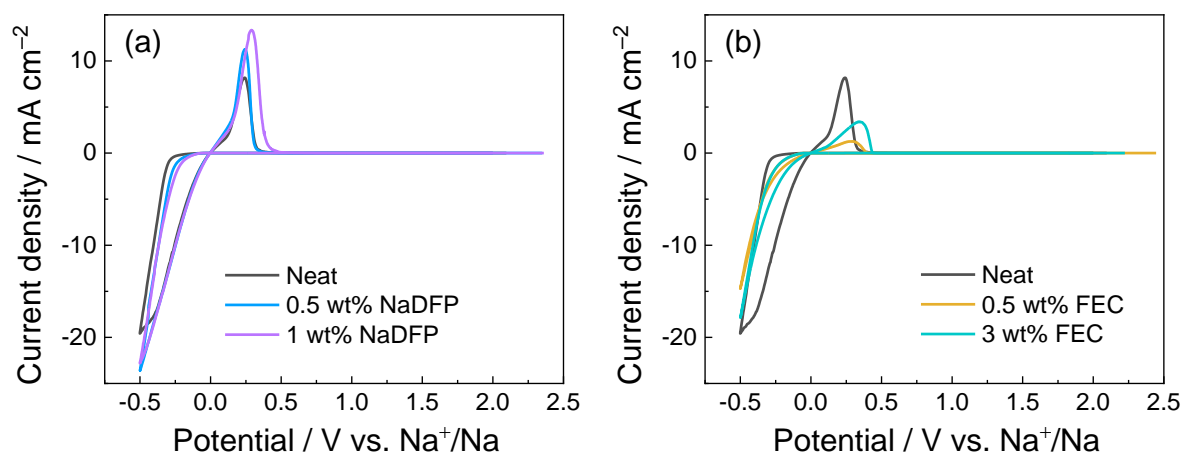 (a)
Current density / mA cm⁻²
10
0
-10
-20
Neat
0.5 wt% NaDFP
1 wt% NaDFP
-0.5 0.0 0.5 1.0 1.5 2.0 2.5
Potential / V vs. Na⁺/Na
(b)
Current density / mA cm⁻²
10
0
-10
-20
Neat
0.5 wt% FEC
3 wt% FEC
-0.5 0.0 0.5 1.0 1.5 2.0 2.5
Potential / V vs. Na⁺/Na